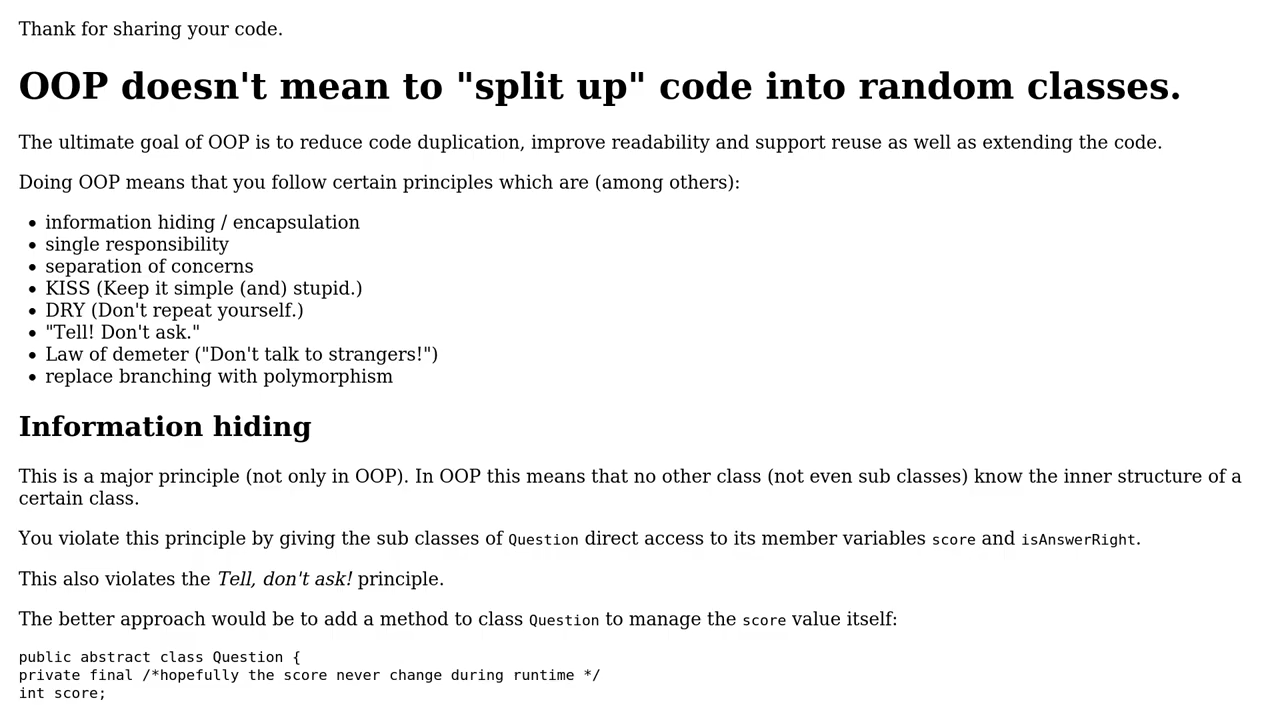 Thank for sharing your code.
OOP doesn't mean to "split up" code into random classes.
The ultimate goal of OOP is to reduce code duplication, improve readability and support reuse as well as extending the code.
Doing OOP means that you follow certain principles which are (among others):
• information hiding / encapsulation
• single responsibility
• separation of concerns
• KISS (Keep it simple (and) stupid.)
• DRY (Don't repeat yourself.)
• "Tell! Don't ask."
• Law of demeter ("Don't talk to strangers!")
• replace branching with polymorphism
Information hiding
This is a major principle (not only in OOP). In OOP this means that no other class (not even sub classes) know the inner structure of a
certain class.
You violate this principle by giving the sub classes of Question direct access to its member variables score and isAnswerRight.
This also violates the Tell, don't ask! principle.
The better approach would be to add a method to class Question to manage the score value itself:
public abstract class Question {
private final /*hopefully the score never change during runtime */
int score;